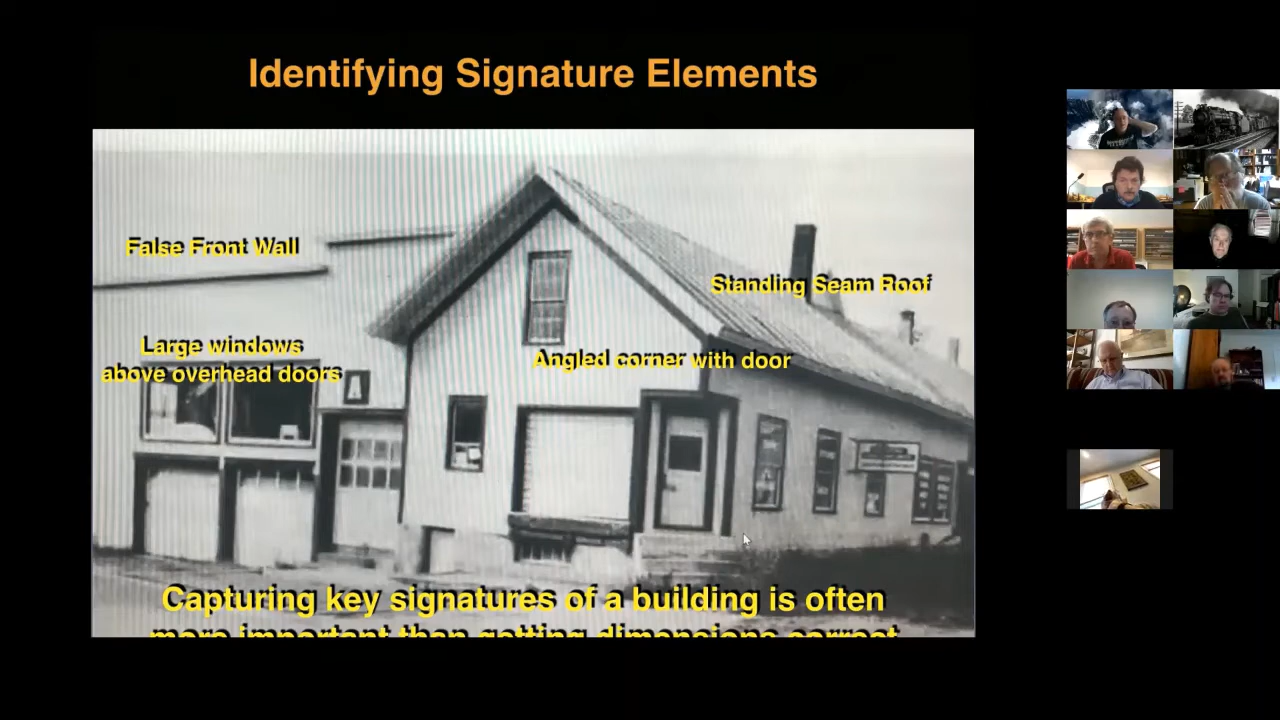 Identifying Signature Elements
False Front Wall
Standing Seam Roof
Large windows
above overhead doors
Angled corner with door
Capturing key signatures of a building is often
more important than getting dimensions correct